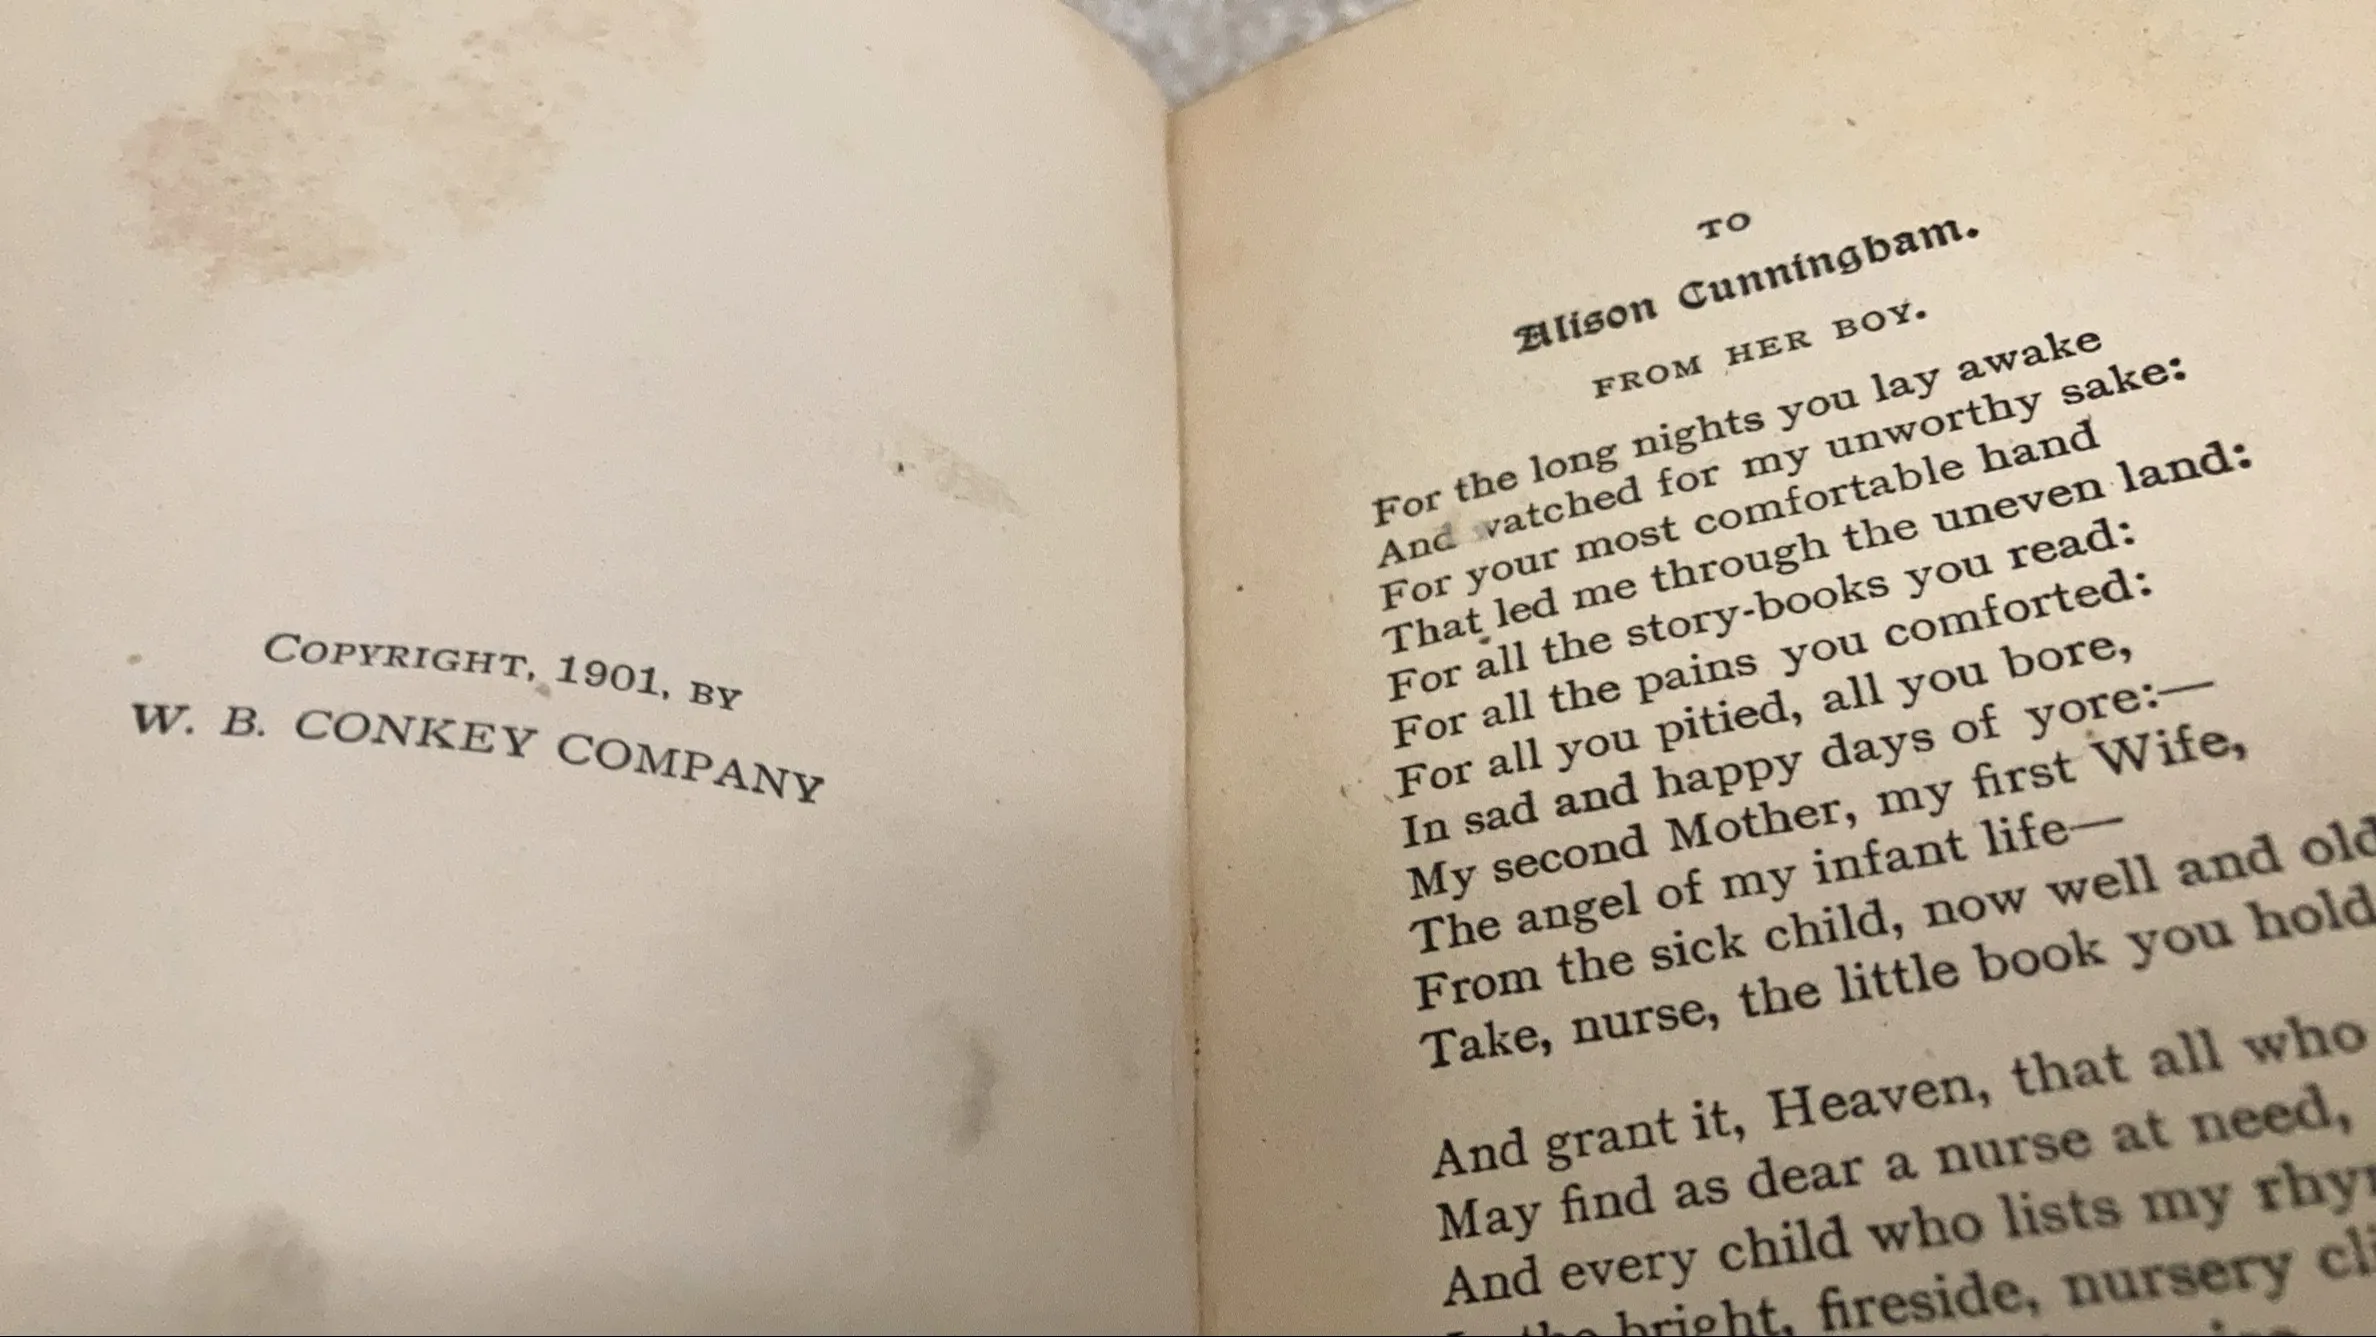 COPYRIGHT, 1901, BY
W. B. CONKEY COMPANY
TO
Alison Cunningham.
FROM HER BOY.
For the long nights you lay awake
And watched for my unworthy sake:
For your most comfortable hand
That led me through the uneven land:
For all the story-books you read:
For all the pains you comforted:
For all you pitied, all you bore,
In sad and happy days of yore:—
My second Mother, my first Wife,
The angel of my infant life—
From the sick child, now well and old
Take, nurse, the little book you hold
And grant it, Heaven, that all who
May find as dear a nurse at need,
And every child who lists my
bright, fireside, nursery